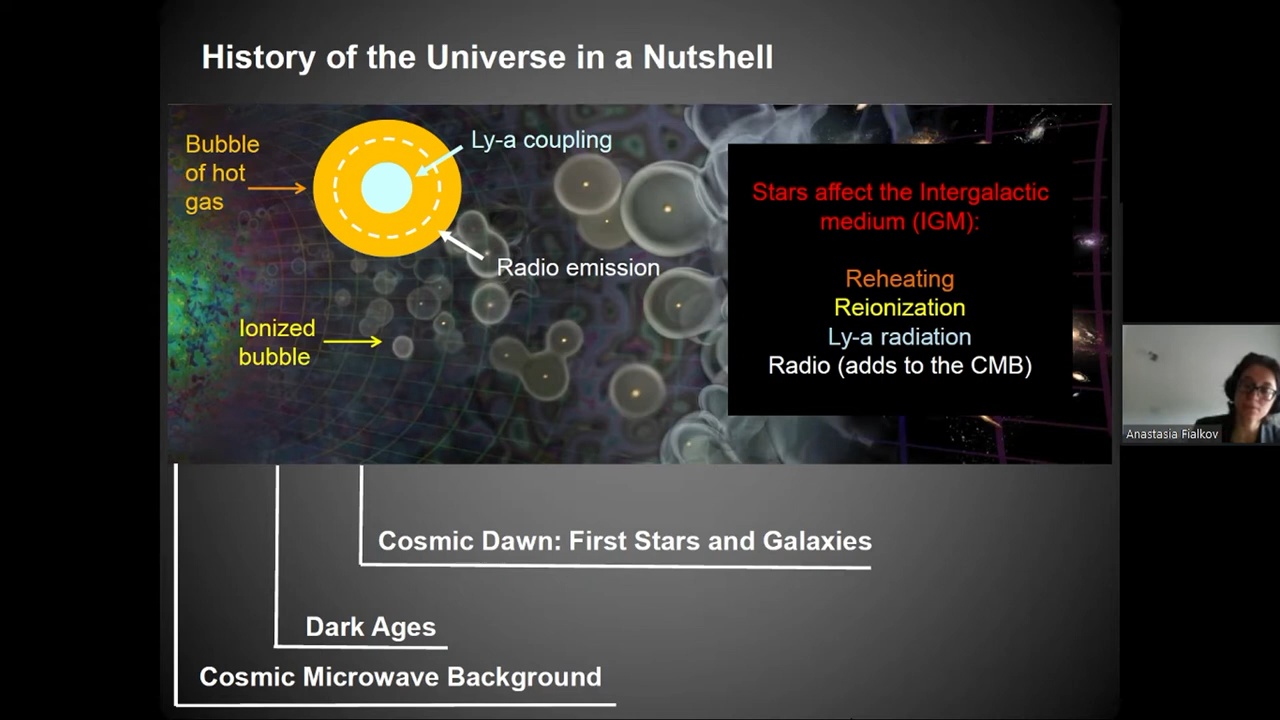 History of the Universe in a Nutshell
Bubble
of hot
gas
Ly-a coupling
Radio emission
Ionized
bubble
Stars affect the Intergalactic
medium (IGM):
Reheating
Reionization
Ly-a radiation
Radio (adds to the CMB)
Anastasia Fialkov
Cosmic Dawn: First Stars and Galaxies
Dark Ages
Cosmic Microwave Background